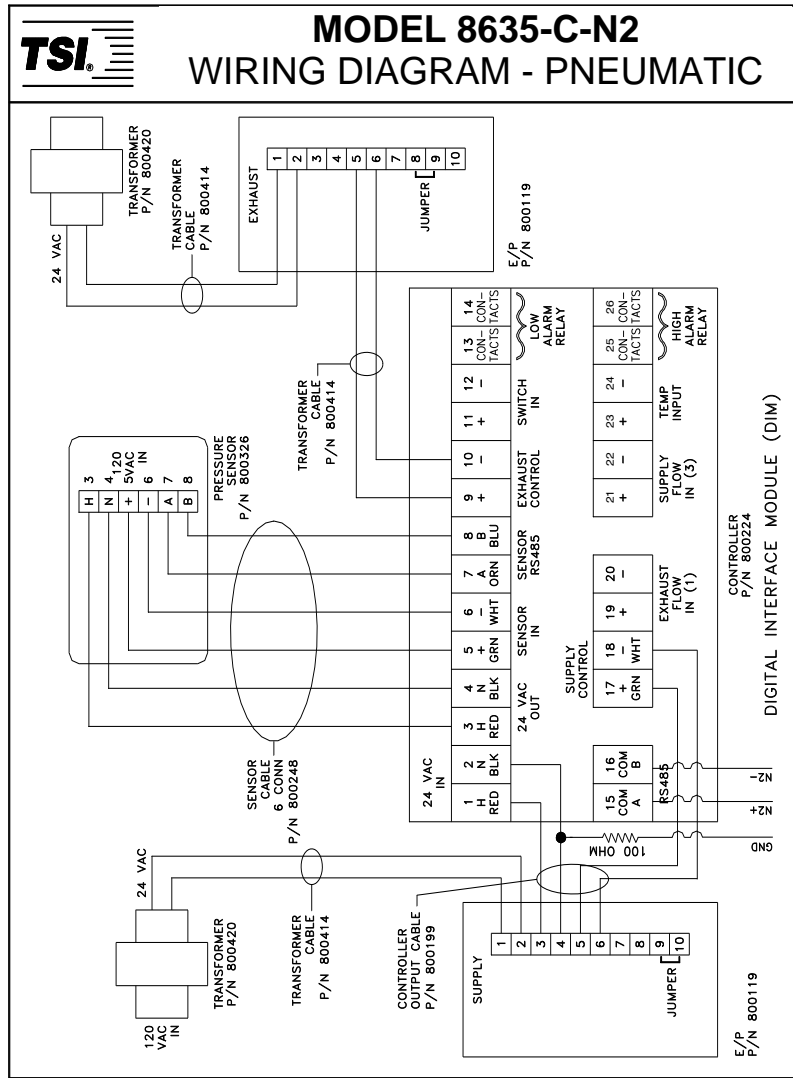 TSI®
MODEL 8635-C-N2
WIRING DIAGRAM - PNEUMATIC
120
VAC
IN
TRANSFORMER
P/N 800420
24 VAC
TRANSFORMER
CABLE
P/N 800414
CONTROLLER
OUTPUT CABLE
P/N 800199
SUPPLY
1 2 3 4 5 6 7 8 9 10
JUMPER
E/P
P/N 800119
100 OHM
GND
N2+
N2-
SENSOR
CABLE
6 CONN
P/N 800248
H N + - A B
3 4 5 6 7 8
120
VAC
IN
PRESSURE
SENSOR
P/N 800326
24 VAC
TRANSFORMER
P/N 800420
TRANSFORMER
CABLE
P/N 800414
EXHAUST
1 2 3 4 5 6 7 8 9 10
JUMPER
E/P
P/N 800119
TRANSFORMER
CABLE
P/N 800414
24 VAC
IN
1 H RED
2 N BLK
3 H RED
4 N BLK
24 VAC
OUT
5 + GRN
6 - WHT
SENSOR
IN
7 A ORN
8 B BLU
SENSOR
RS485
9 +
10 -
EXHAUST
CONTROL
11 +
12 -
SWITCH
IN
13 CON-TACTS
14 CON-TACTS
LOW
ALARM
RELAY
15 COM A
16 COM B
RS485
SUPPLY
CONTROL
17 + GRN
18 - WHT
19 +
20 -
EXHAUST
FLOW
IN (1)
21 +
22 -
SUPPLY
FLOW
IN (3)
23 +
24 -
TEMP
INPUT
25 CON-TACTS
26 CON-TACTS
HIGH
ALARM
RELAY
CONTROLLER
P/N 800224
DIGITAL INTERFACE MODULE (DIM)